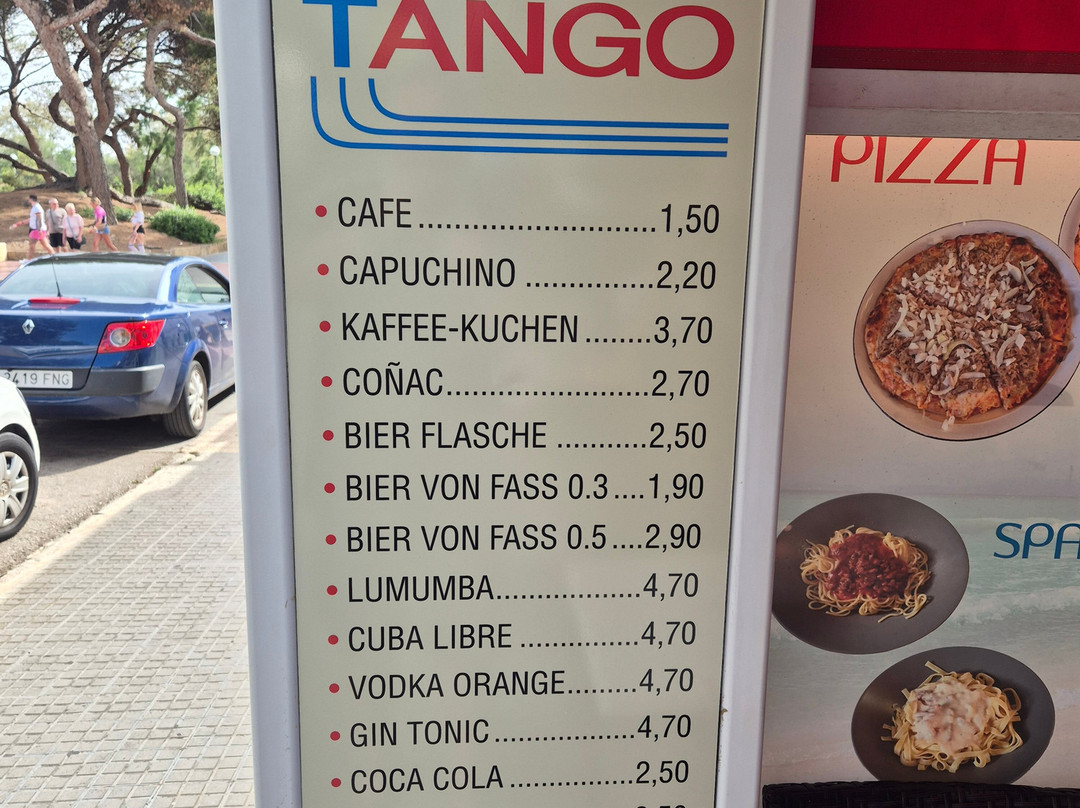 TANGO
• CAFE..........................1,50
• CAPUCHINO ..............2,20
• KAFFEE-KUCHEN ........3,70
• COÑAC......................2,70
• BIER FLASCHE ...........2,50
• BIER VON FASS 0.3....1,90
• BIER VON FASS 0.5....2,90
• LUMUMBA................4,70
• CUBA LIBRE .............4,70
• VODKA ORANGE........4,70
• GIN TONIC................4,70
• COCA COLA ..............2,50
PIZZA
SPA
419 FNG